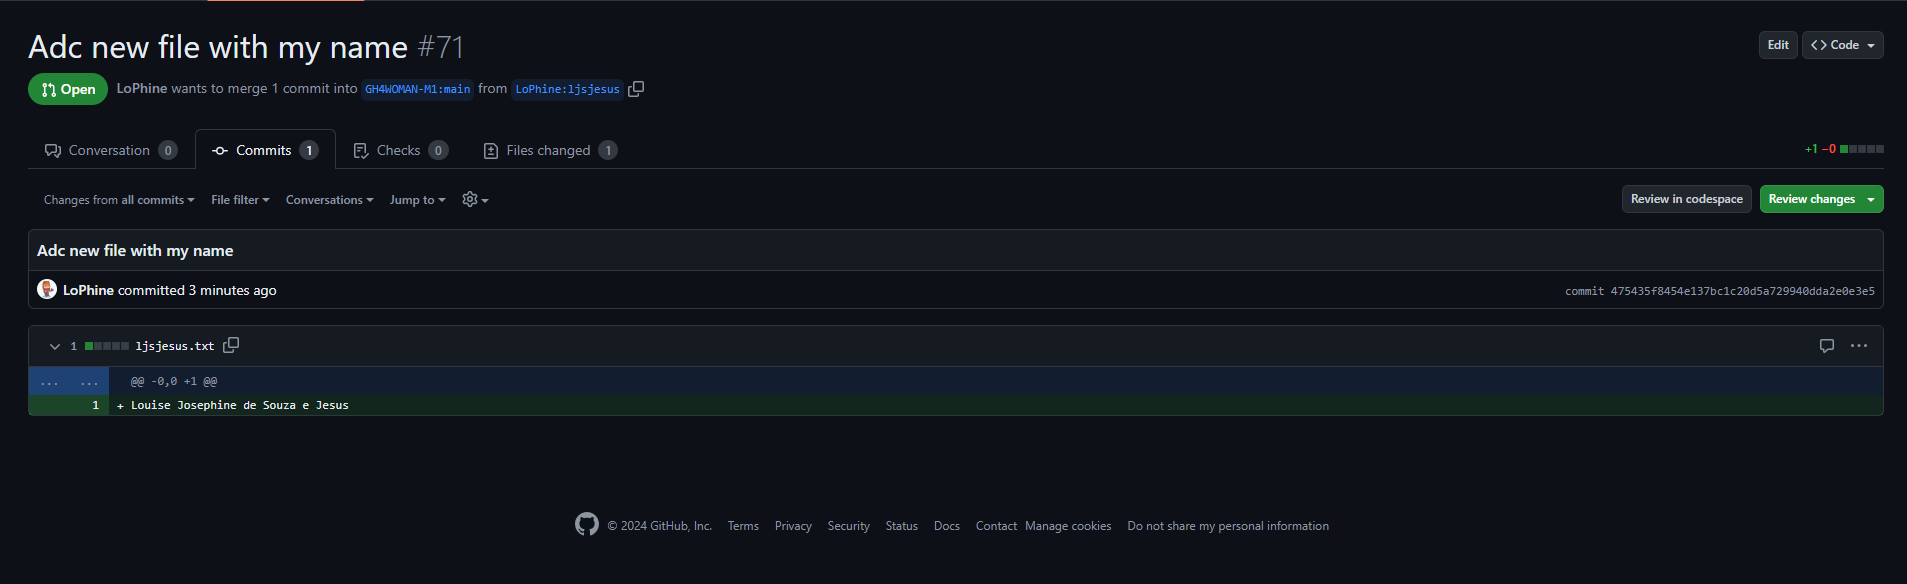 Adc new file with my name #71
Edit
Code
Open
LoPhine wants to merge 1 commit into GH4WOMAN-M1:main from LoPhine:ljsjesus
Conversation 0
Commits 1
Checks 0
Files changed 1
+1 −0
Changes from all commits
File filter
Conversations
Jump to
Review in codespace
Review changes
Adc new file with my name
LoPhine committed 3 minutes ago
commit 475435f8454e137bc1c20d5a729940dda2e0e3e5
1 ljsjesus.txt
... ... @@ -0,0 +1 @@
1 + Louise Josephine de Souza e Jesus
© 2024 GitHub, Inc. Terms Privacy Security Status Docs Contact Manage cookies Do not share my personal information